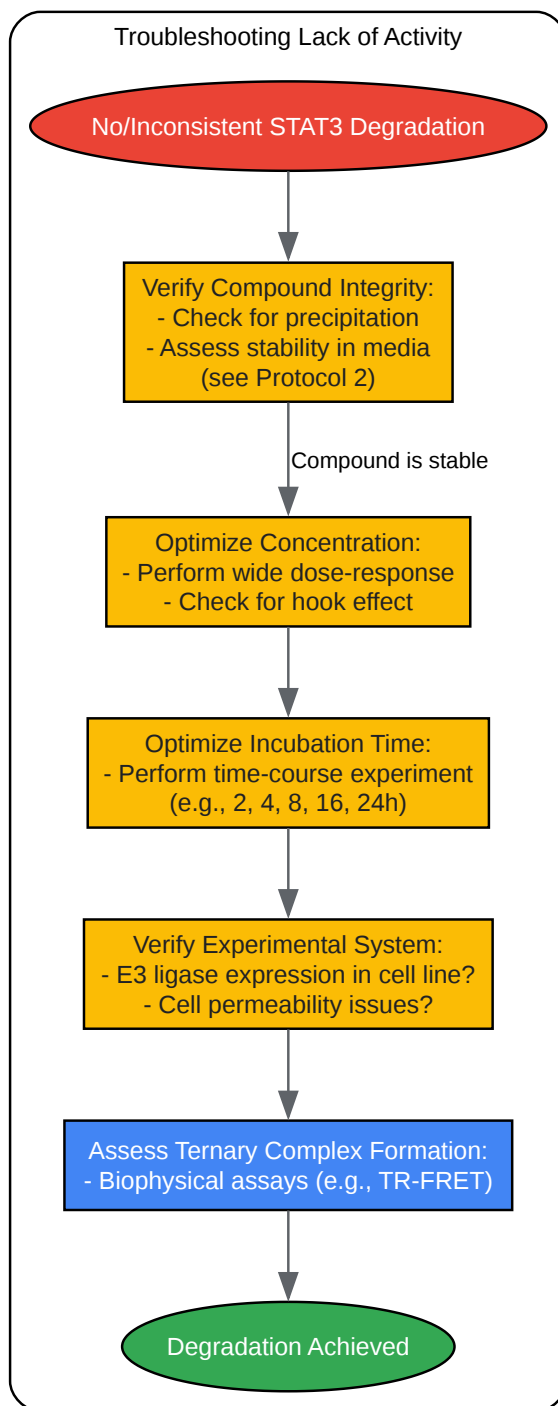 Troubleshooting Lack of Activity
No/Inconsistent STAT3 Degradation
Verify Compound Integrity:
- Check for precipitation
- Assess stability in media
(see Protocol 2)
Compound is stable
Optimize Concentration:
- Perform wide dose-response
- Check for hook effect
Optimize Incubation Time:
- Perform time-course experiment
(e.g., 2, 4, 8, 16, 24h)
Verify Experimental System:
- E3 ligase expression in cell line?
- Cell permeability issues?
Assess Ternary Complex Formation:
- Biophysical assays (e.g., TR-FRET)
Degradation Achieved